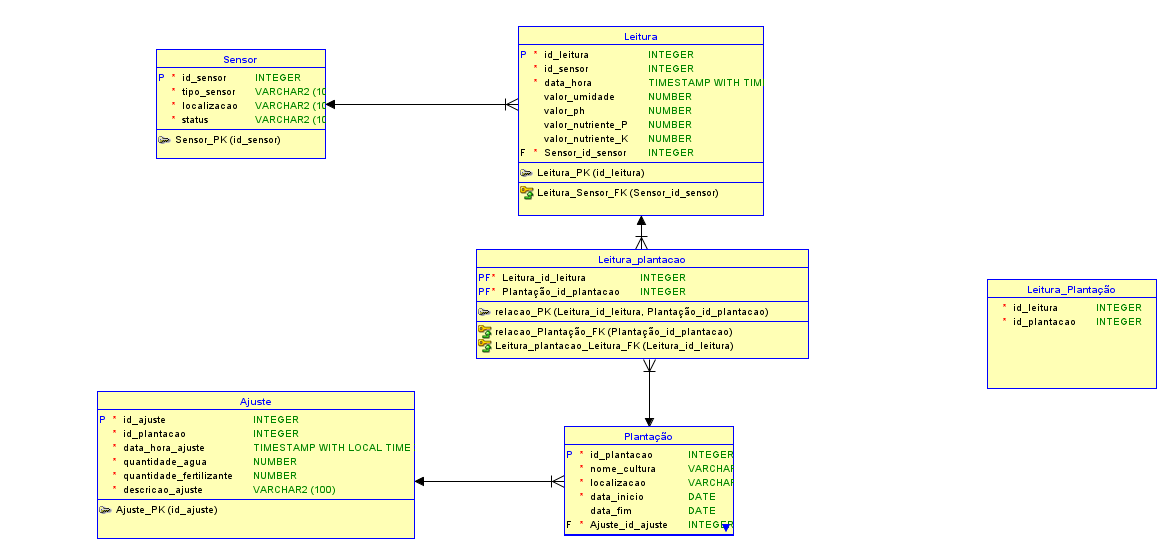 Sensor
P * id_sensor INTEGER
* tipo_sensor VARCHAR2 (10
* localizacao VARCHAR2 (10
* status VARCHAR2 (10
Sensor_PK (id_sensor)
Leitura
P * id_leitura INTEGER
* id_sensor INTEGER
* data_hora TIMESTAMP WITH TIM
valor_umidade NUMBER
valor_ph NUMBER
valor_nutriente_P NUMBER
valor_nutriente_K NUMBER
F * Sensor_id_sensor INTEGER
Leitura_PK (id_leitura)
Leitura_Sensor_FK (Sensor_id_sensor)
Leitura_plantacao
PF* Leitura_id_leitura INTEGER
PF* Plantação_id_plantacao INTEGER
relacao_PK (Leitura_id_leitura, Plantação_id_plantacao)
relacao_Plantação_FK (Plantação_id_plantacao)
Leitura_plantacao_Leitura_FK (Leitura_id_leitura)
Leitura_Plantação
* id_leitura INTEGER
* id_plantacao INTEGER
Ajuste
P * id_ajuste INTEGER
* id_plantacao INTEGER
* data_hora_ajuste TIMESTAMP WITH LOCAL TIME
* quantidade_agua NUMBER
* quantidade_fertilizante NUMBER
* descricao_ajuste VARCHAR2 (100)
Ajuste_PK (id_ajuste)
Plantação
P * id_plantacao INTEGER
* nome_cultura VARCHAR
* localizacao VARCHAR
* data_inicio DATE
data_fim DATE
F * Ajuste_id_ajuste INTEGER